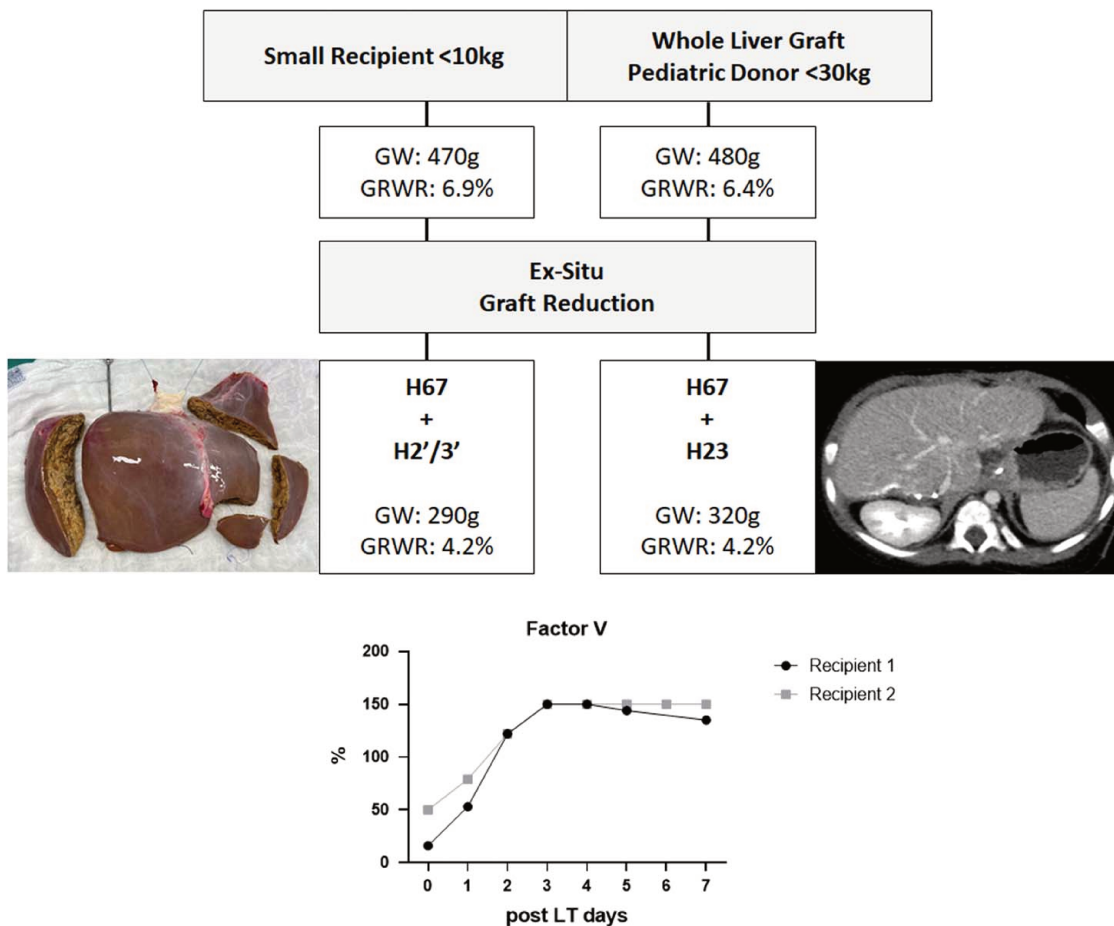 Small Recipient <10kg
Whole Liver Graft
Pediatric Donor <30kg
GW: 470g
GRWR: 6.9%
GW: 480g
GRWR: 6.4%
Ex-Situ
Graft Reduction
H67
+
H2’/3’
GW: 290g
GRWR: 4.2%
H67
+
H23
GW: 320g
GRWR: 4.2%
Factor V
200
150
100
50
0
%
0 1 2 3 4 5 6 7
post LT days
Recipient 1
Recipient 2